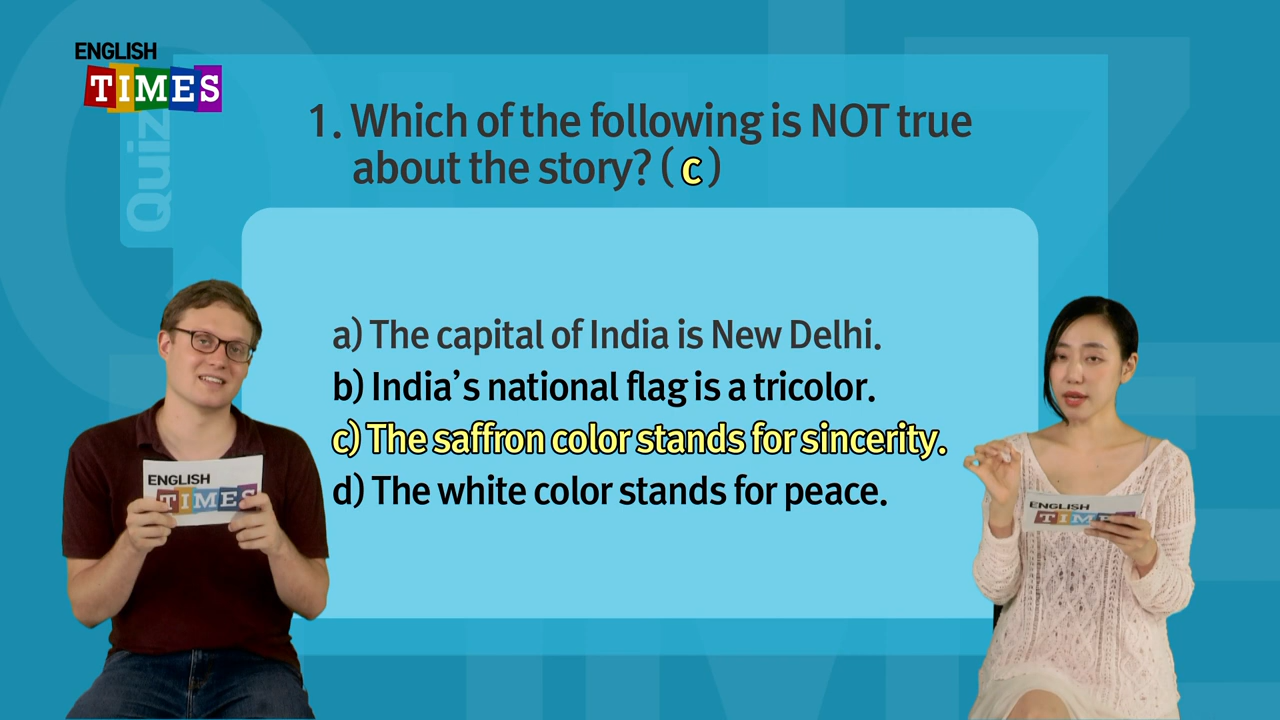 ENGLISH
TIMES
Quiz
1. Which of the following is NOT true
about the story? ( c )
a) The capital of India is New Delhi.
b) India’s national flag is a tricolor.
c) The saffron color stands for sincerity.
d) The white color stands for peace.
ENGLISH
TIMES
ENGLISH
TIMES